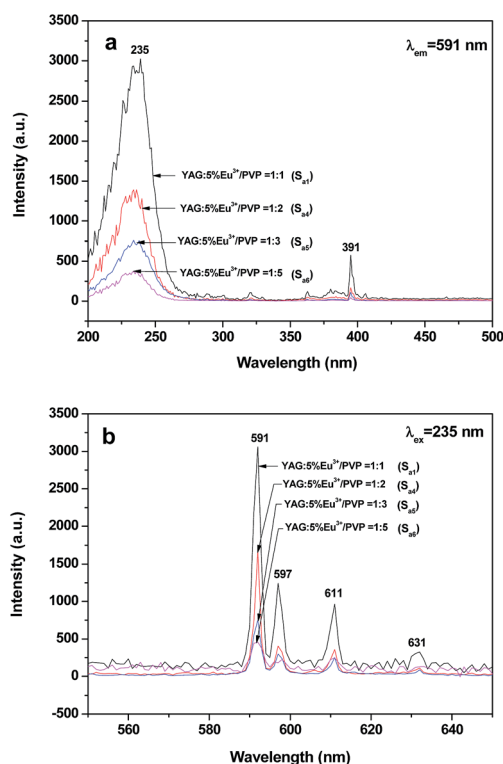 a
235
λem=591 nm
3500
3000
2500
2000
1500
1000
500
0
Intensity (a.u.)
YAG:5%Eu³⁺/PVP =1:1 (Sa1)
YAG:5%Eu³⁺/PVP =1:2 (Sa4)
YAG:5%Eu³⁺/PVP =1:3 (Sa5)
YAG:5%Eu³⁺/PVP =1:5 (Sa6)
391
200 250 300 350 400 450 500
Wavelength (nm)
b
591
λex=235 nm
3500
3000
2500
2000
1500
1000
500
0
-500
Intensity (a.u.)
YAG:5%Eu³⁺/PVP =1:1 (Sa1)
YAG:5%Eu³⁺/PVP =1:2 (Sa4)
YAG:5%Eu³⁺/PVP =1:3 (Sa5)
YAG:5%Eu³⁺/PVP =1:5 (Sa6)
597
611
631
560 580 600 620 640
Wavelength (nm)